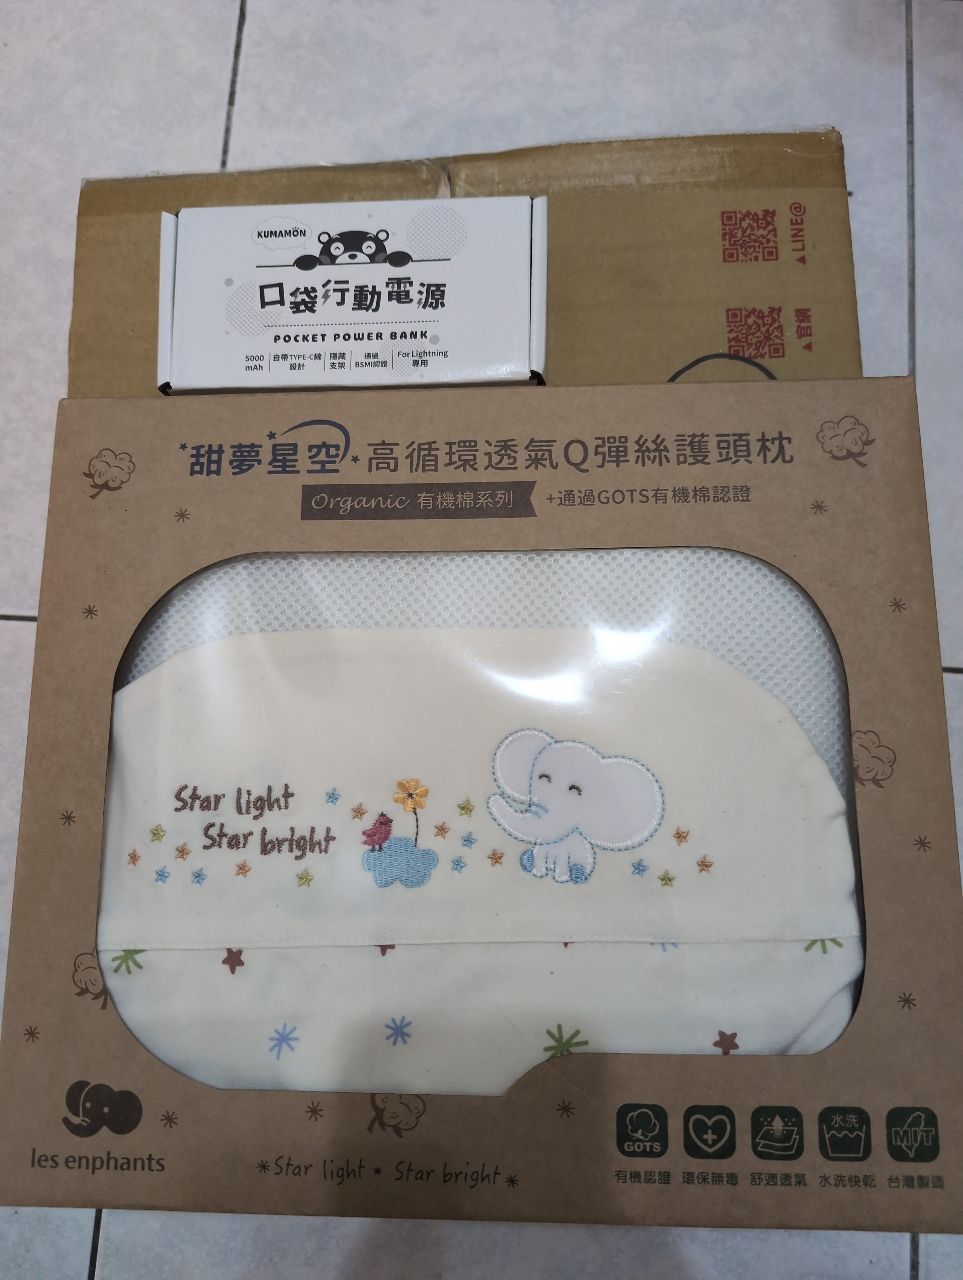 KUMAMON
口袋行動電源
POCKET POWER BANK
5000 mAh
自帶TYPE-C線 設計
隱藏 支架
通過 BSMI認證
For Lightning 專用
LINE@
官網
甜夢星空 高循環透氣Q彈絲護頭枕
Organic 有機棉系列 +通過GOTS有機棉認證
Star light
Star bright
les enphants
Star light Star bright
GOTS
水洗
MIT
有機認證 環保無毒 舒適透氣 水洗快乾 台灣製造